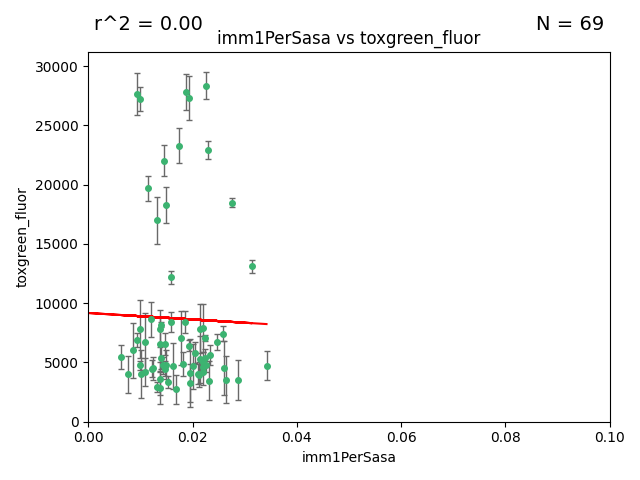 r^2 = 0.00
N = 69
imm1PerSasa vs toxgreen_fluor
30000
25000
20000
15000
10000
5000
0
toxgreen_fluor
0.00
0.02
0.04
0.06
0.08
0.10
imm1PerSasa